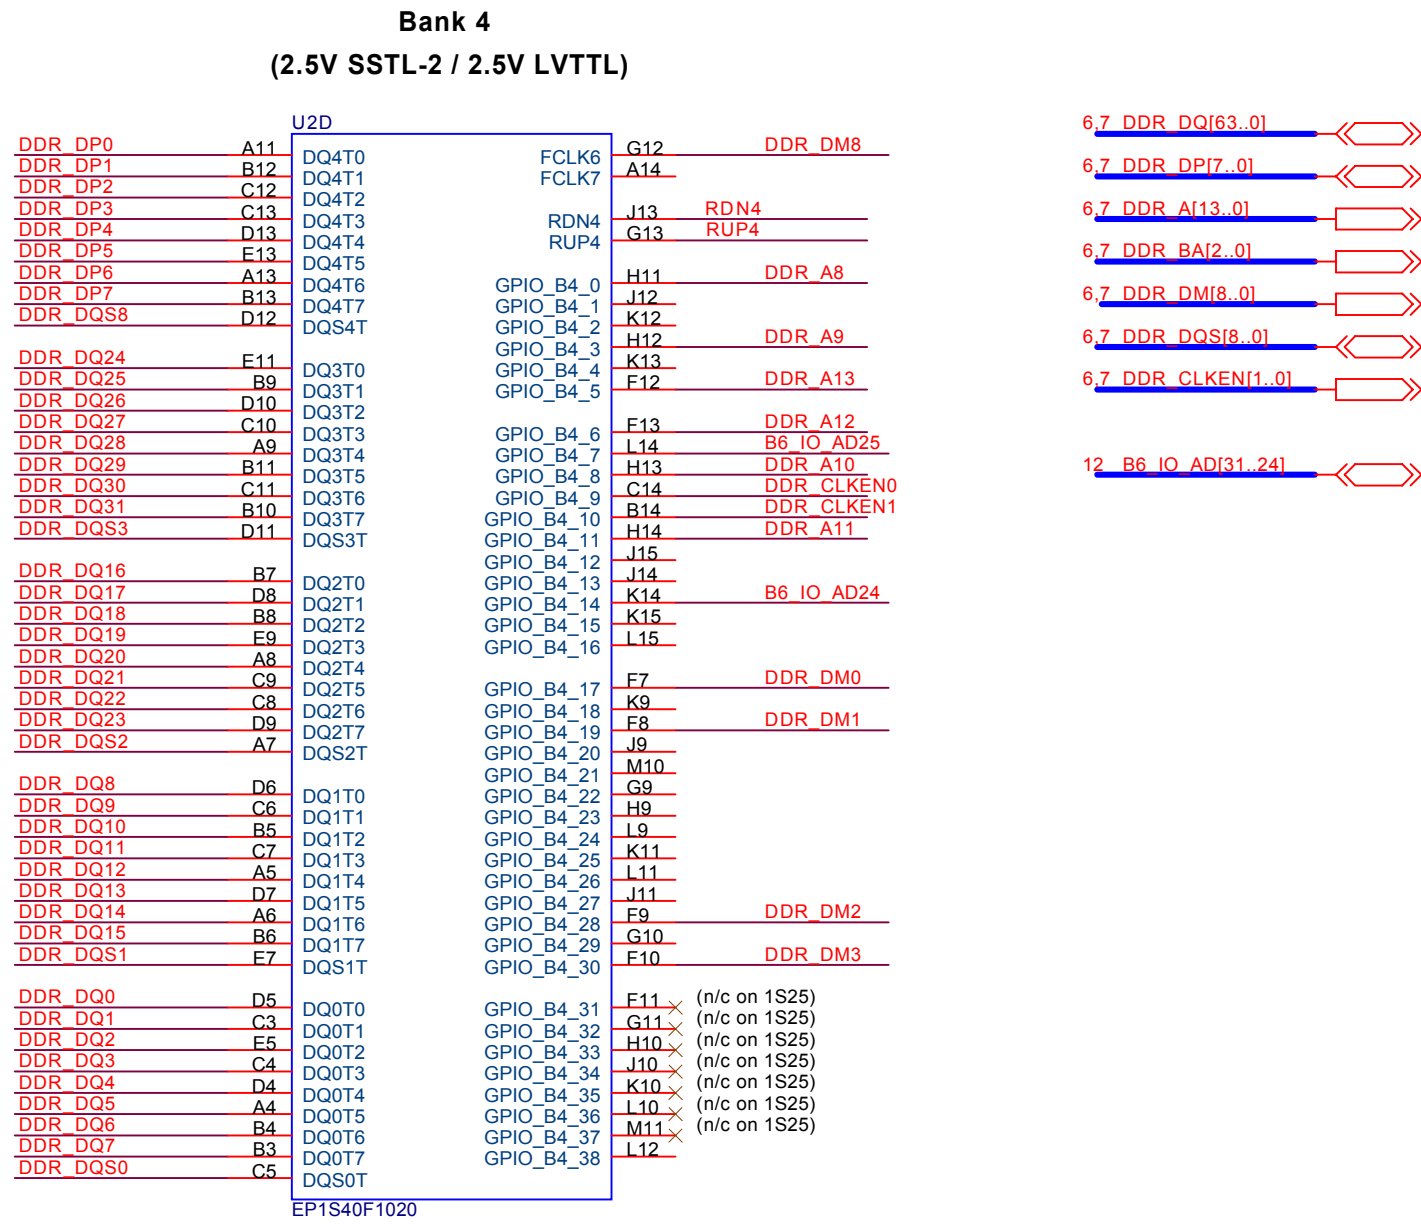 Bank 4
(2.5V SSTL-2 / 2.5V LVTTL)
U2D
DDR_DP0 A11 DQ4T0
DDR_DP1 B12 DQ4T1
DDR_DP2 C12 DQ4T2
DDR_DP3 C13 DQ4T3
DDR_DP4 D13 DQ4T4
DDR_DP5 E13 DQ4T5
DDR_DP6 A13 DQ4T6
DDR_DP7 B13 DQ4T7
DDR_DQS8 D12 DQS4T
DDR_DQ24 E11 DQ3T0
DDR_DQ25 B9 DQ3T1
DDR_DQ26 D10 DQ3T2
DDR_DQ27 C10 DQ3T3
DDR_DQ28 A9 DQ3T4
DDR_DQ29 B11 DQ3T5
DDR_DQ30 C11 DQ3T6
DDR_DQ31 B10 DQ3T7
DDR_DQS3 D11 DQS3T
DDR_DQ16 B7 DQ2T0
DDR_DQ17 D8 DQ2T1
DDR_DQ18 B8 DQ2T2
DDR_DQ19 E9 DQ2T3
DDR_DQ20 A8 DQ2T4
DDR_DQ21 C9 DQ2T5
DDR_DQ22 C8 DQ2T6
DDR_DQ23 D9 DQ2T7
DDR_DQS2 A7 DQS2T
DDR_DQ8 D6 DQ1T0
DDR_DQ9 C6 DQ1T1
DDR_DQ10 B5 DQ1T2
DDR_DQ11 C7 DQ1T3
DDR_DQ12 A5 DQ1T4
DDR_DQ13 D7 DQ1T5
DDR_DQ14 A6 DQ1T6
DDR_DQ15 B6 DQ1T7
DDR_DQS1 E7 DQS1T
DDR_DQ0 D5 DQ0T0
DDR_DQ1 C3 DQ0T1
DDR_DQ2 E5 DQ0T2
DDR_DQ3 C4 DQ0T3
DDR_DQ4 D4 DQ0T4
DDR_DQ5 A4 DQ0T5
DDR_DQ6 B4 DQ0T6
DDR_DQ7 B3 DQ0T7
DDR_DQS0 C5 DQS0T
FCLK6 G12 DDR_DM8
FCLK7 A14
RDN4 J13 RDN4
RUP4 G13 RUP4
GPIO_B4_0 H11 DDR_A8
GPIO_B4_1 J12
GPIO_B4_2 K12
GPIO_B4_3 H12 DDR_A9
GPIO_B4_4 K13
GPIO_B4_5 F12 DDR_A13
GPIO_B4_6 F13 DDR_A12
GPIO_B4_7 L14 B6_IO_AD25
GPIO_B4_8 H13 DDR_A10
GPIO_B4_9 C14 DDR_CLKEN0
GPIO_B4_10 B14 DDR_CLKEN1
GPIO_B4_11 H14 DDR_A11
GPIO_B4_12 J15
GPIO_B4_13 J14
GPIO_B4_14 K14 B6_IO_AD24
GPIO_B4_15 K15
GPIO_B4_16 L15
GPIO_B4_17 F7 DDR_DM0
GPIO_B4_18 K9
GPIO_B4_19 F8 DDR_DM1
GPIO_B4_20 J9
GPIO_B4_21 M10
GPIO_B4_22 G9
GPIO_B4_23 H9
GPIO_B4_24 L9
GPIO_B4_25 K11
GPIO_B4_26 L11
GPIO_B4_27 J11
GPIO_B4_28 F9 DDR_DM2
GPIO_B4_29 G10
GPIO_B4_30 F10 DDR_DM3
GPIO_B4_31 F11 (n/c on 1S25)
GPIO_B4_32 G11 (n/c on 1S25)
GPIO_B4_33 H10 (n/c on 1S25)
GPIO_B4_34 J10 (n/c on 1S25)
GPIO_B4_35 K10 (n/c on 1S25)
GPIO_B4_36 L10 (n/c on 1S25)
GPIO_B4_37 M11 (n/c on 1S25)
GPIO_B4_38 L12
EP1S40F1020
6,7 DDR_DQ[63..0]
6,7 DDR_DP[7..0]
6,7 DDR_A[13..0]
6,7 DDR_BA[2..0]
6,7 DDR_DM[8..0]
6,7 DDR_DQS[8..0]
6,7 DDR_CLKEN[1..0]
12 B6_IO_AD[31..24]